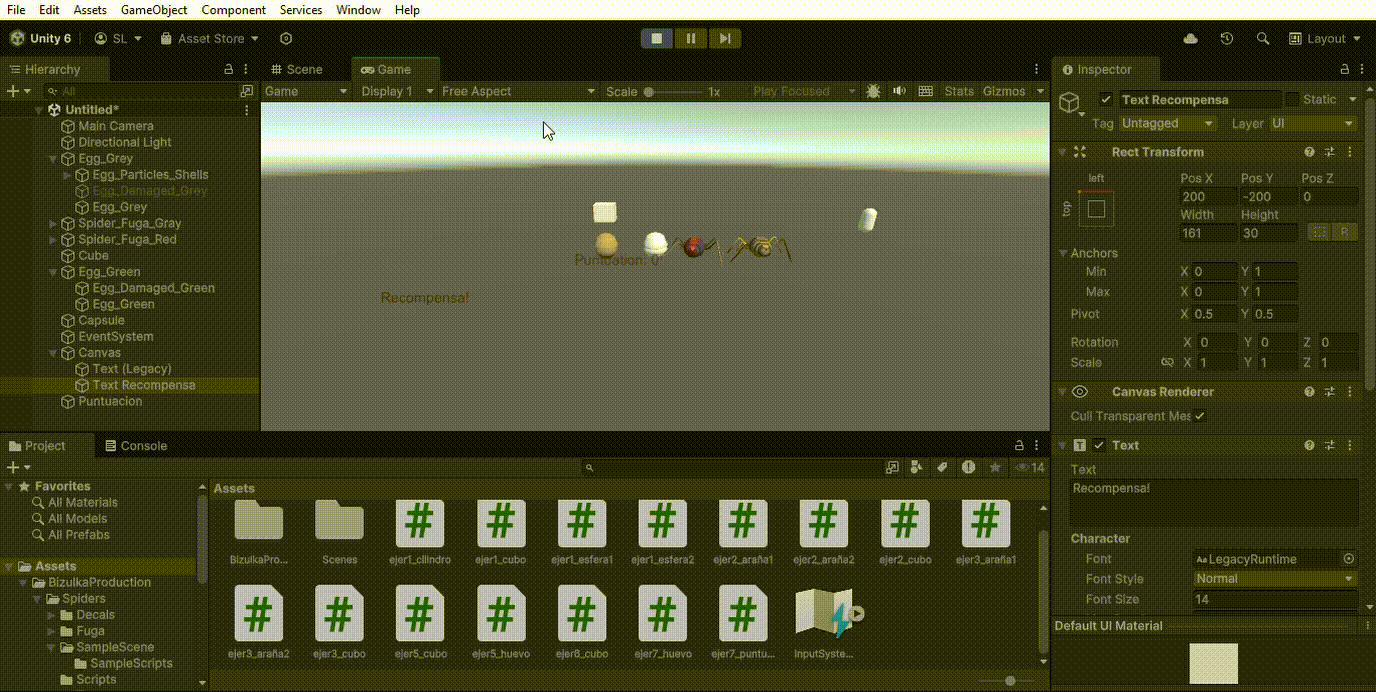 File Edit Assets GameObject Component Services Window Help
Unity 6 SL Asset Store Layout
Hierarchy
All
Untitled*
Main Camera
Directional Light
Egg_Grey
Egg_Particles_Shells
Egg_Damaged_Grey
Egg_Grey
Spider_Fuga_Gray
Spider_Fuga_Red
Cube
Egg_Green
Egg_Damaged_Green
Egg_Green
Capsule
EventSystem
Canvas
Text (Legacy)
Text Recompensa
Puntuacion
Scene Game
Game Display 1 Free Aspect Scale 1x Play Focused Stats Gizmos
Puntuacion: 0
Recompensa!
Inspector
Text Recompensa Static
Tag Untagged Layer UI
Rect Transform
left Pos X Pos Y Pos Z
top 200 -200 0
Width Height
161 30 R
Anchors
Min X 0 Y 1
Max X 0 Y 1
Pivot X 0.5 Y 0.5
Rotation X 0 Y 0 Z 0
Scale X 1 Y 1 Z 1
Canvas Renderer
Cull Transparent Mes
Text
Text
Recompensa!
Character
Font Aa LegacyRuntime
Font Style Normal
Font Size 14
Default UI Material
Project Console
14
Favorites
All Materials
All Models
All Prefabs
Assets
BizulkaProduction
Spiders
Decals
Fuga
SampleScene
SampleScripts
Scripts
Assets
BizulkaPro... Scenes ejer1_cilindro ejer1_cubo ejer1_esfera1 ejer1_esfera2 ejer2_araña1 ejer2_araña2 ejer2_cubo ejer3_araña1
ejer3_araña2 ejer3_cubo ejer5_cubo ejer5_huevo ejer6_cubo ejer7_huevo ejer7_puntu... InputSyste...